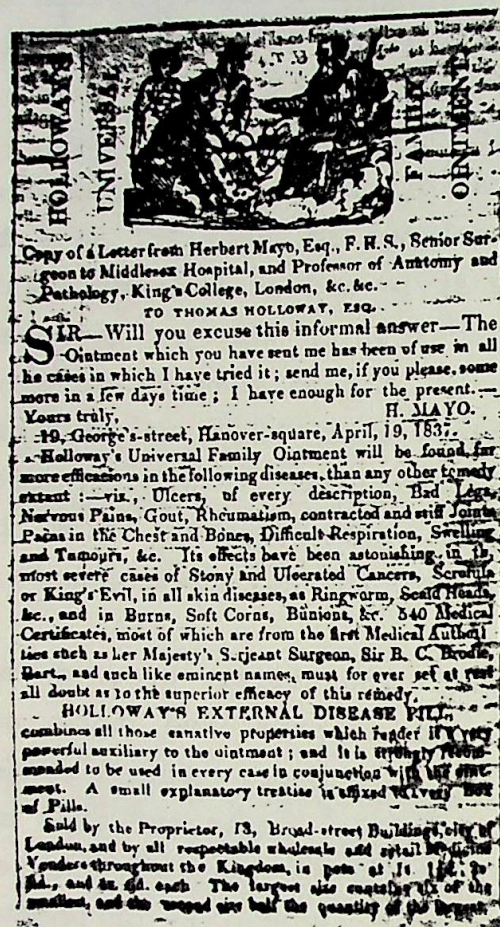 HOLLOWAY'S
UNIVERSAL
FAMILY
OINTMENT
Copy of a Letter from Herbert Mayo, Esq., F. R. S., Senior Sur-
geon to Middlesex Hospital, and Professor of Anatomy and
Pathology, King's College, London, &c. &c.
TO THOMAS HOLLOWAY, ESQ.
SIR—Will you excuse this informal answer—The
Ointment which you have sent me has been of use in all
he cases in which I have tried it; send me, if you please, some
more in a few days time; I have enough for the present.—
Yours truly, H. MAYO.
19, George's-street, Hanover-square, April, 19, 1837.
Holloway's Universal Family Ointment will be found far
more efficacious in the following diseases, than any other remedy
extant:—viz., Ulcers, of every description, Bad Legs,
Nervous Pains, Gout, Rheumatism, contracted and stiff Joints
Pains in the Chest and Bones, Difficult Respiration, Swelling
and Tumours, &c. Its effects have been astonishing in
most severe cases of Stony and Ulcerated Cancers, Scrofula
or King's Evil, in all skin diseases, as Ringworm, Scald Heads,
&c., and in Burns, Soft Corns, Bunions, &c. 540 Medical
Certificates, most of which are from the first Medical Authori
ties such as her Majesty's Serjeant Surgeon, Sir B. C. Brodie,
Bart., and such like eminent names, must for ever set at rest
all doubt as to the superior efficacy of this remedy.
HOLLOWAY'S EXTERNAL DISEASE PILL,
combines all those sanative properties which render it a very
powerful auxiliary to the ointment; and it is strongly recom-
mended to be used in every case in conjunction with the oint-
ment. A small explanatory treatise is affixed to every Box
of Pills.
Sold by the Proprietor, 13, Broad-street Buildings, city of
London, and by all respectable wholesale and retail Medicine
Venders throughout the Kingdom, in pots at 1s.
and each The largest size contains six of the
smallest, and the second size half the quantity of the largest.